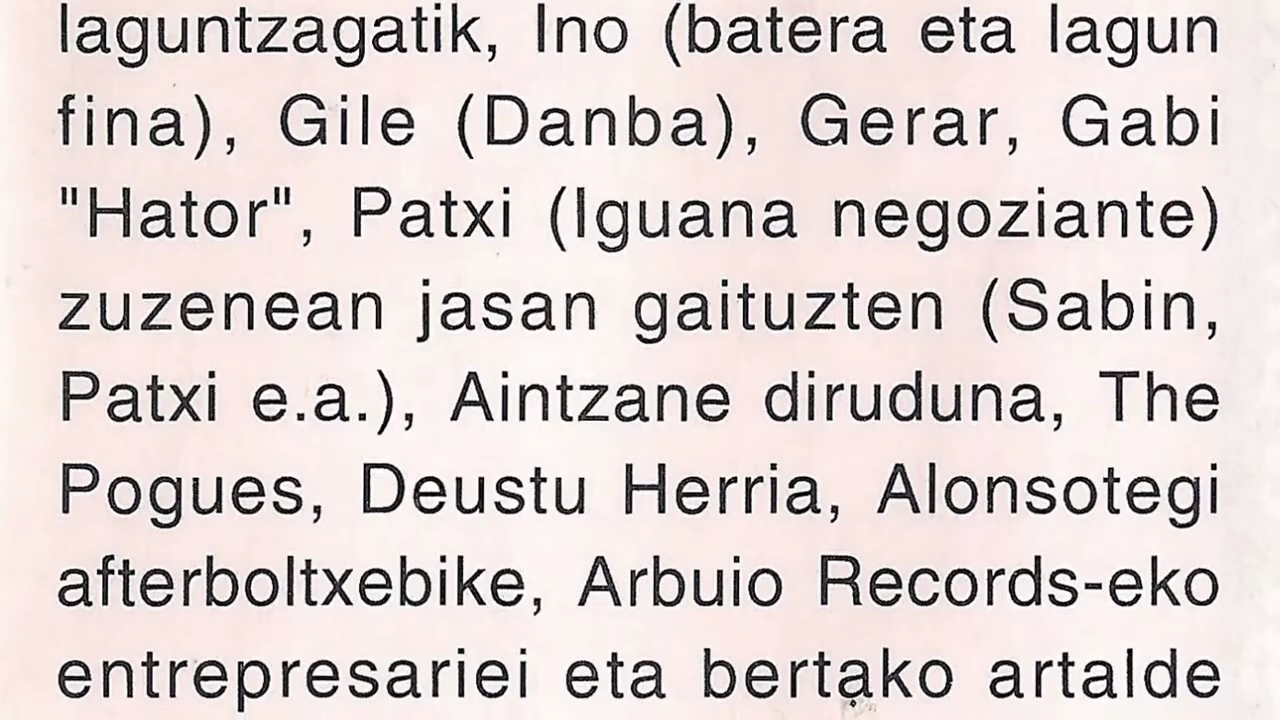 laguntzagatik, Ino (batera eta lagun
fina), Gile (Danba), Gerar, Gabi
"Hator", Patxi (Iguana negoziante)
zuzenean jasan gaituzten (Sabin,
Patxi e.a.), Aintzane diruduna, The
Pogues, Deustu Herria, Alonsotegi
afterboltxebike, Arbuio Records-eko
entrepresariei eta bertako artalde